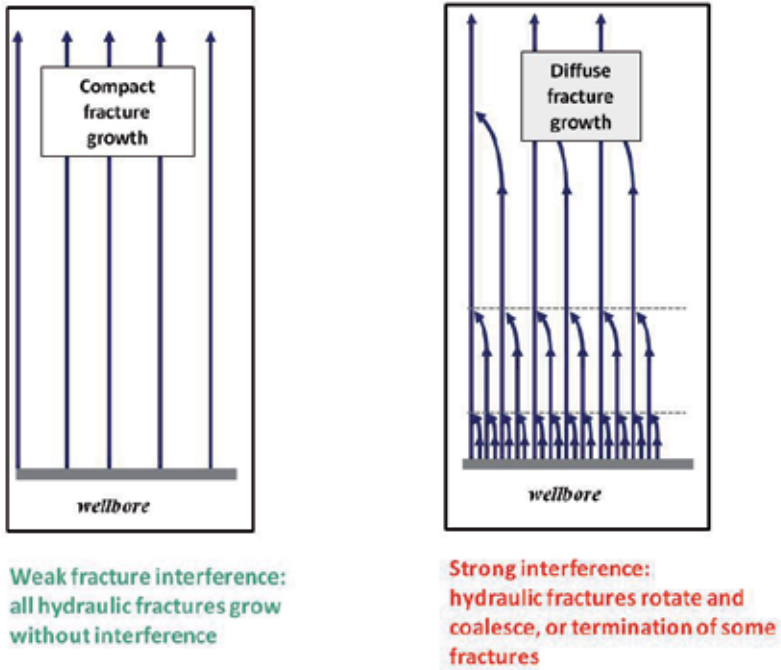 Compact
fracture
growth
wellbore
Weak fracture interference:
all hydraulic fractures grow
without interference
Diffuse
fracture
growth
wellbore
Strong interference:
hydraulic fractures rotate and
coalesce, or termination of some
fractures